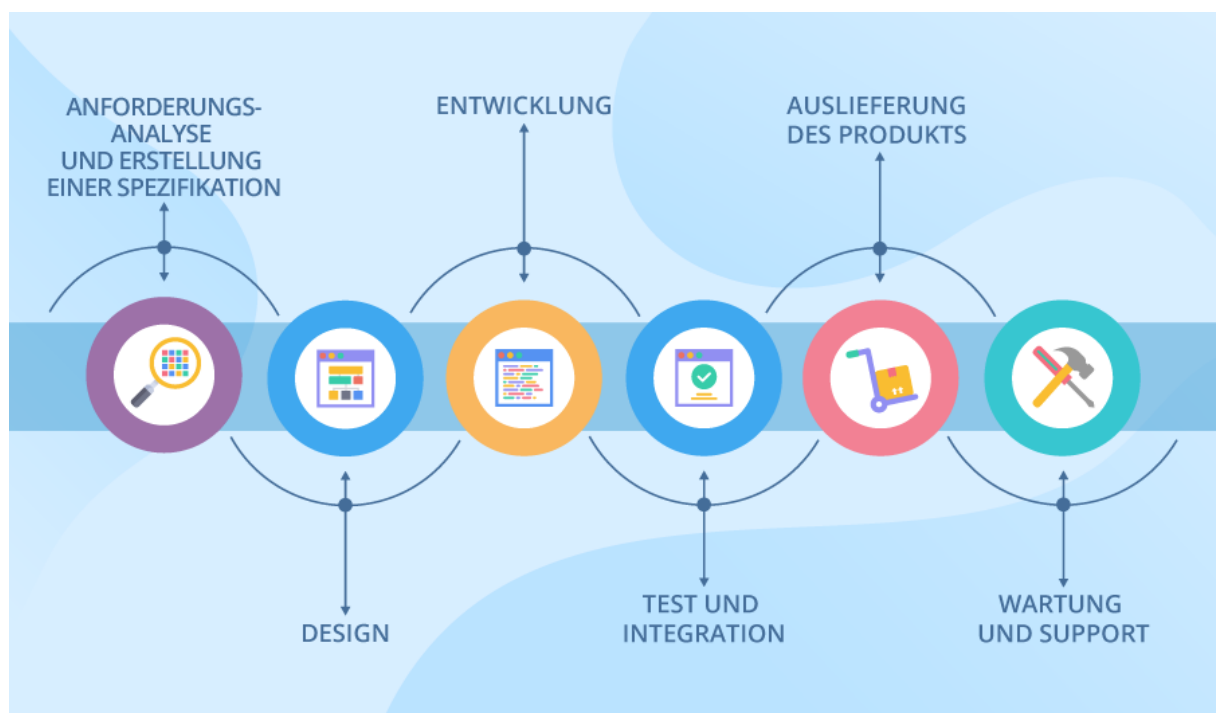 ANFORDERUNGS-
ANALYSE
UND ERSTELLUNG
EINER SPEZIFIKATION
DESIGN
ENTWICKLUNG
TEST UND
INTEGRATION
AUSLIEFERUNG
DES PRODUKTS
WARTUNG
UND SUPPORT